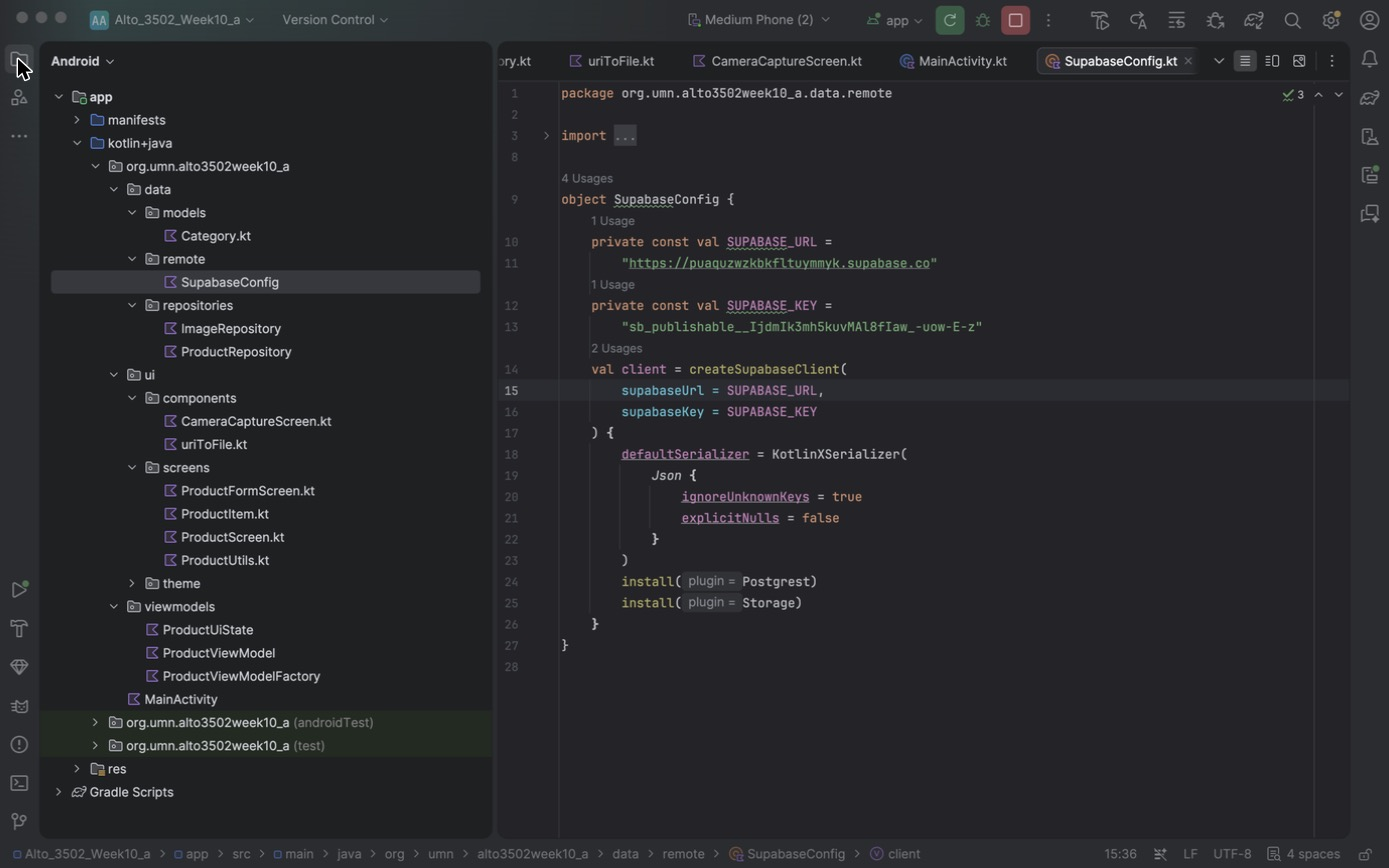 AA Alto_3502_Week10_a Version Control Medium Phone (2) app
Android
app
manifests
kotlin+java
org.umn.alto3502week10_a
data
models
Category.kt
remote
SupabaseConfig
repositories
ImageRepository
ProductRepository
ui
components
CameraCaptureScreen.kt
uriToFile.kt
screens
ProductFormScreen.kt
ProductItem.kt
ProductScreen.kt
ProductUtils.kt
theme
viewmodels
ProductUiState
ProductViewModel
ProductViewModelFactory
MainActivity
org.umn.alto3502week10_a (androidTest)
org.umn.alto3502week10_a (test)
res
Gradle Scripts
ory.kt uriToFile.kt CameraCaptureScreen.kt MainActivity.kt SupabaseConfig.kt
1 package org.umn.alto3502week10_a.data.remote 3
2
3 import ...
8
4 Usages
9 object SupabaseConfig {
1 Usage
10 private const val SUPABASE_URL =
11 "https://puaquzwzkbkfltuymmyk.supabase.co"
1 Usage
12 private const val SUPABASE_KEY =
13 "sb_publishable__IjdmIk3mh5kuvMAl8fIaw_-uow-E-z"
2 Usages
14 val client = createSupabaseClient(
15 supabaseUrl = SUPABASE_URL,
16 supabaseKey = SUPABASE_KEY
17 ) {
18 defaultSerializer = KotlinXSerializer(
19 Json {
20 ignoreUnknownKeys = true
21 explicitNulls = false
22 }
23 )
24 install( plugin = Postgrest)
25 install( plugin = Storage)
26 }
27 }
28
Alto_3502_Week10_a > app > src > main > java > org > umn > alto3502week10_a > data > remote > SupabaseConfig > client 15:36 LF UTF-8 4 spaces